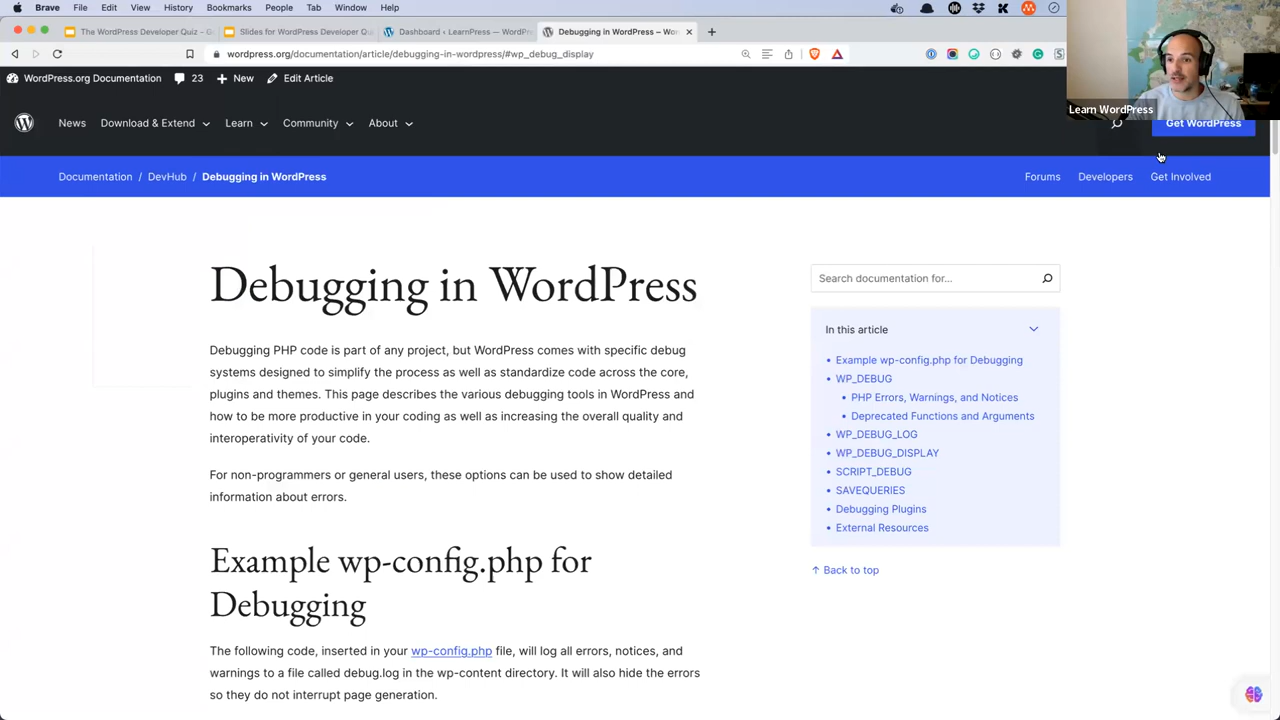 Brave File Edit View History Bookmarks People Tab Window Help
The WordPress Developer Quiz - G
Slides for WordPress Developer Q
Dashboard ‹ LearnPress — WordPr
Debugging in WordPress – Wor
wordpress.org/documentation/article/debugging-in-wordpress/#wp_debug_display
WordPress.org Documentation 23 New Edit Article
Learn WordPress
News Download & Extend Learn Community About Get WordPress
Documentation / DevHub / Debugging in WordPress Forums Developers Get Involved
Debugging in WordPress
Debugging PHP code is part of any project, but WordPress comes with specific debug
systems designed to simplify the process as well as standardize code across the core,
plugins and themes. This page describes the various debugging tools in WordPress and
how to be more productive in your coding as well as increasing the overall quality and
interoperativity of your code.
For non-programmers or general users, these options can be used to show detailed
information about errors.
Example wp-config.php for
Debugging
The following code, inserted in your wp-config.php file, will log all errors, notices, and
warnings to a file called debug.log in the wp-content directory. It will also hide the errors
so they do not interrupt page generation.
Search documentation for...
In this article
• Example wp-config.php for Debugging
• WP_DEBUG
• PHP Errors, Warnings, and Notices
• Deprecated Functions and Arguments
• WP_DEBUG_LOG
• WP_DEBUG_DISPLAY
• SCRIPT_DEBUG
• SAVEQUERIES
• Debugging Plugins
• External Resources
↑ Back to top